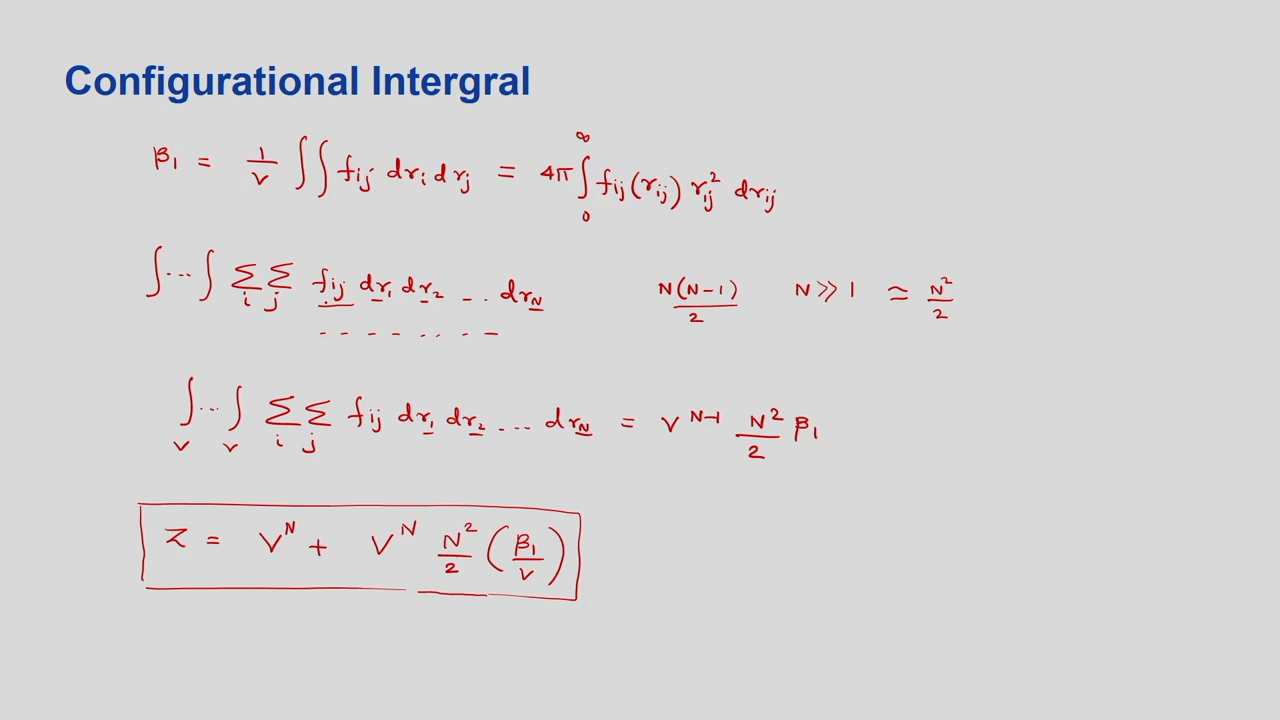 Configurational Intergral
β₁ = 1/V ∫∫ fij dri drj = 4π ∫₀^∞ fij(rij) rij² drij
∫...∫ Σi Σj fij dr₁ dr₂ ... drN   N(N-1)/2   N >> 1 ≈ N²/2
∫V...∫V Σi Σj fij dr₁ dr₂ ... drN = V^(N-1) N²/2 β₁
Z = V^N + V^N N²/2 (β₁/V)